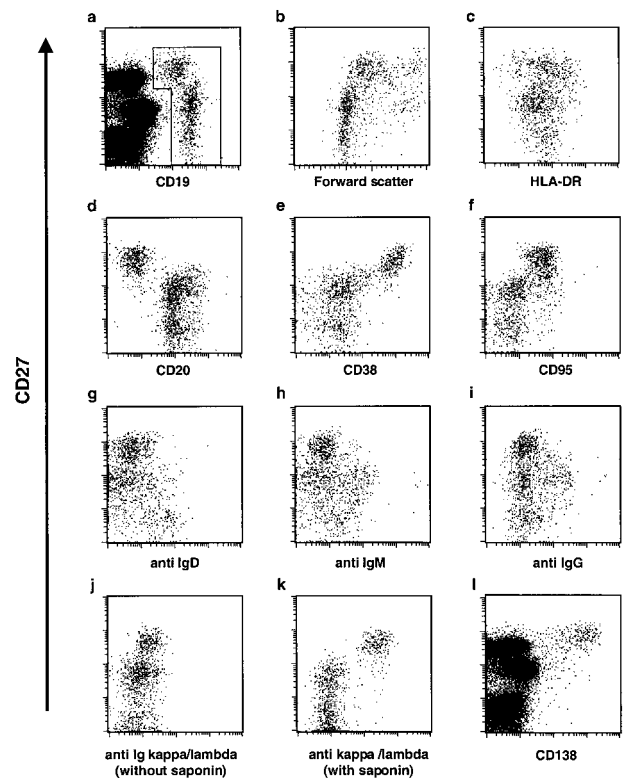 a
b
c
CD19
Forward scatter
HLA-DR
d
e
f
CD20
CD38
CD95
CD27
g
h
i
anti IgD
anti IgM
anti IgG
j
k
l
anti Ig kappa/lambda
(without saponin)
anti kappa /lambda
(with saponin)
CD138